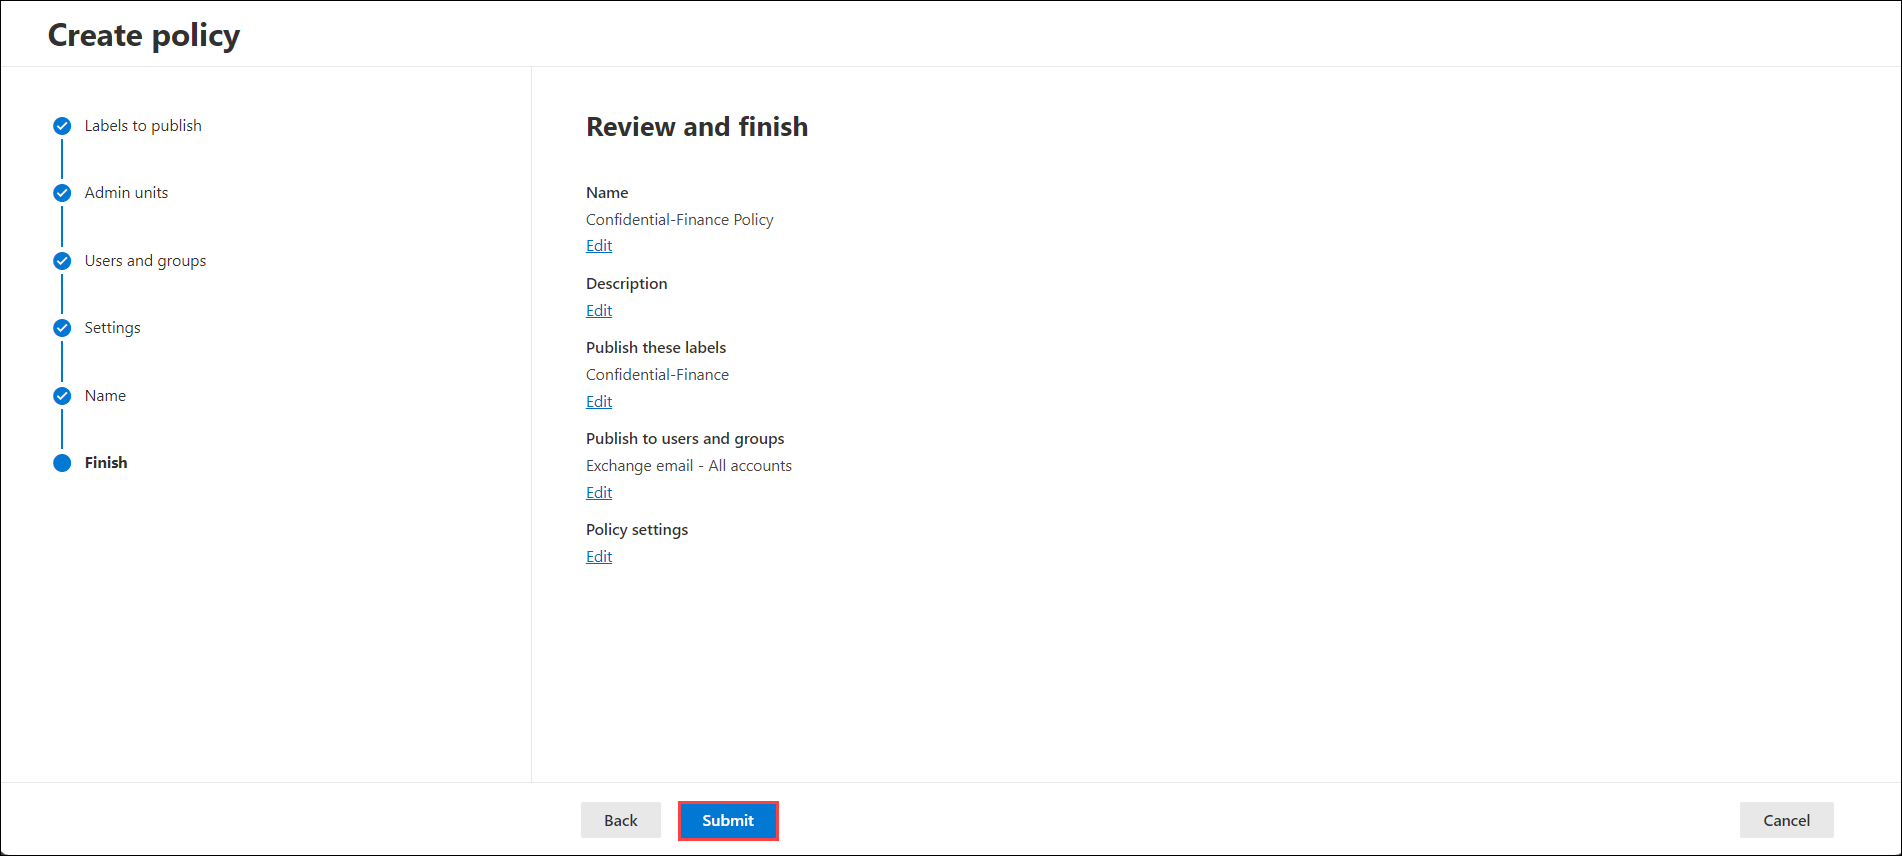 Create policy
Labels to publish
Admin units
Users and groups
Settings
Name
Finish
Review and finish
Name
Confidential-Finance Policy
Edit
Description
Edit
Publish these labels
Confidential-Finance
Edit
Publish to users and groups
Exchange email - All accounts
Edit
Policy settings
Edit
Back
Submit
Cancel